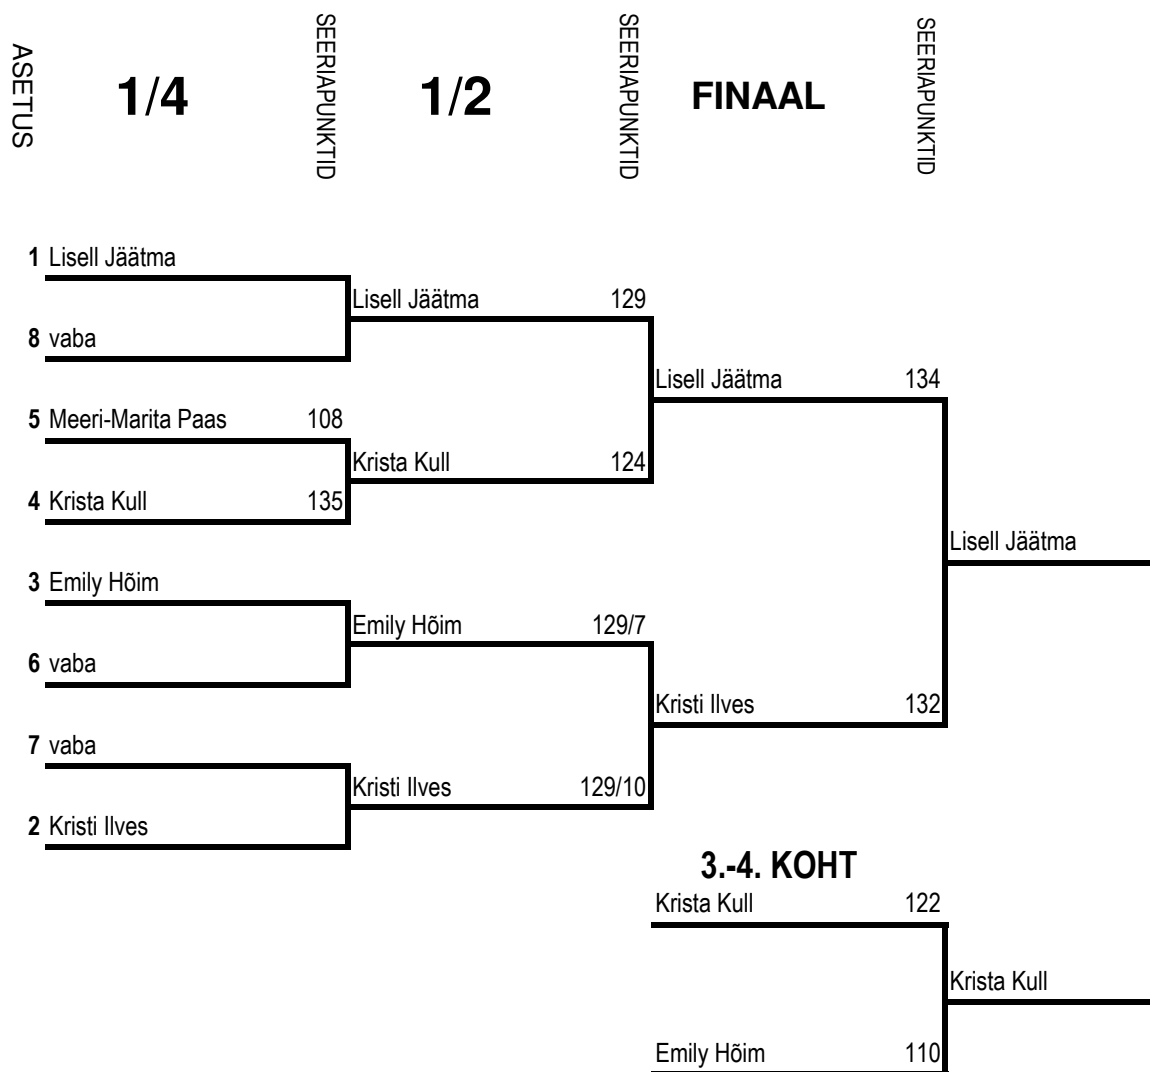 ASETUS 1/4 SEERIAPUNKTID 1/2 SEERIAPUNKTID FINAAL SEERIAPUNKTID
1 Lisell Jäätma
Lisell Jäätma 129
8 vaba
Lisell Jäätma 134
5 Meeri-Marita Paas 108
Krista Kull 124
4 Krista Kull 135
Lisell Jäätma
3 Emily Hõim
Emily Hõim 129/7
6 vaba
Kristi Ilves 132
7 vaba
Kristi Ilves 129/10
2 Kristi Ilves
3.-4. KOHT
Krista Kull 122
Krista Kull
Emily Hõim 110